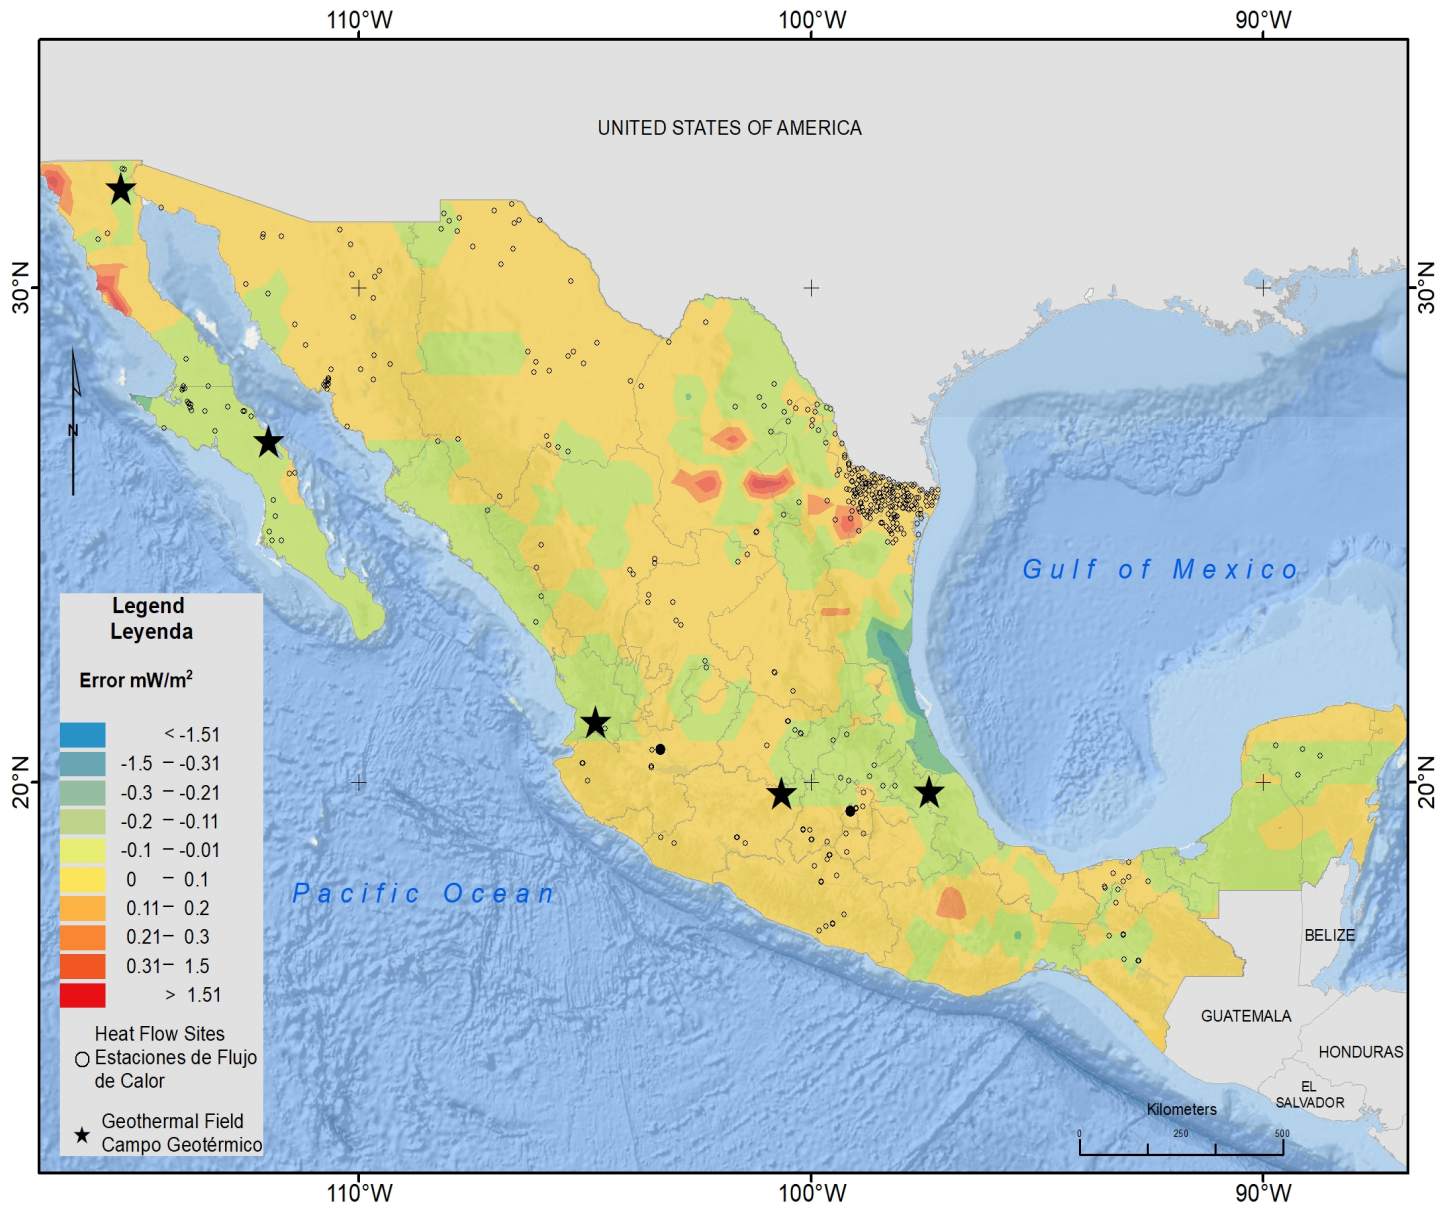 110°W 100°W 90°W
UNITED STATES OF AMERICA
30°N 30°N
N
Gulf of Mexico
Legend
Leyenda
Error mW/m²
< -1.51
-1.5 – -0.31
-0.3 – -0.21
-0.2 – -0.11
-0.1 – -0.01
0 – 0.1
0.11– 0.2
0.21– 0.3
0.31– 1.5
> 1.51
Heat Flow Sites
Estaciones de Flujo
de Calor
Geothermal Field
Campo Geotérmico
20°N 20°N
Pacific Ocean
BELIZE
GUATEMALA
HONDURAS
EL
SALVADOR
Kilometers
0 250 500
110°W 100°W 90°W